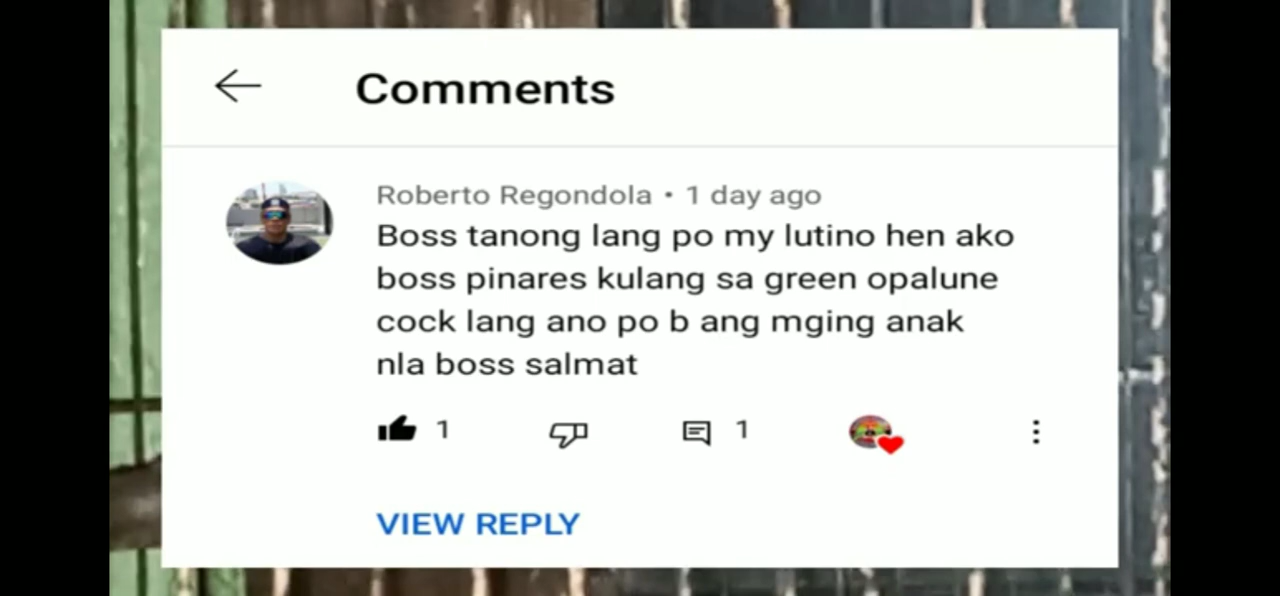 Comments
Roberto Regondola • 1 day ago
Boss tanong lang po my lutino hen ako
boss pinares kulang sa green opalune
cock lang ano po b ang mging anak
nla boss salmat
1
1
VIEW REPLY